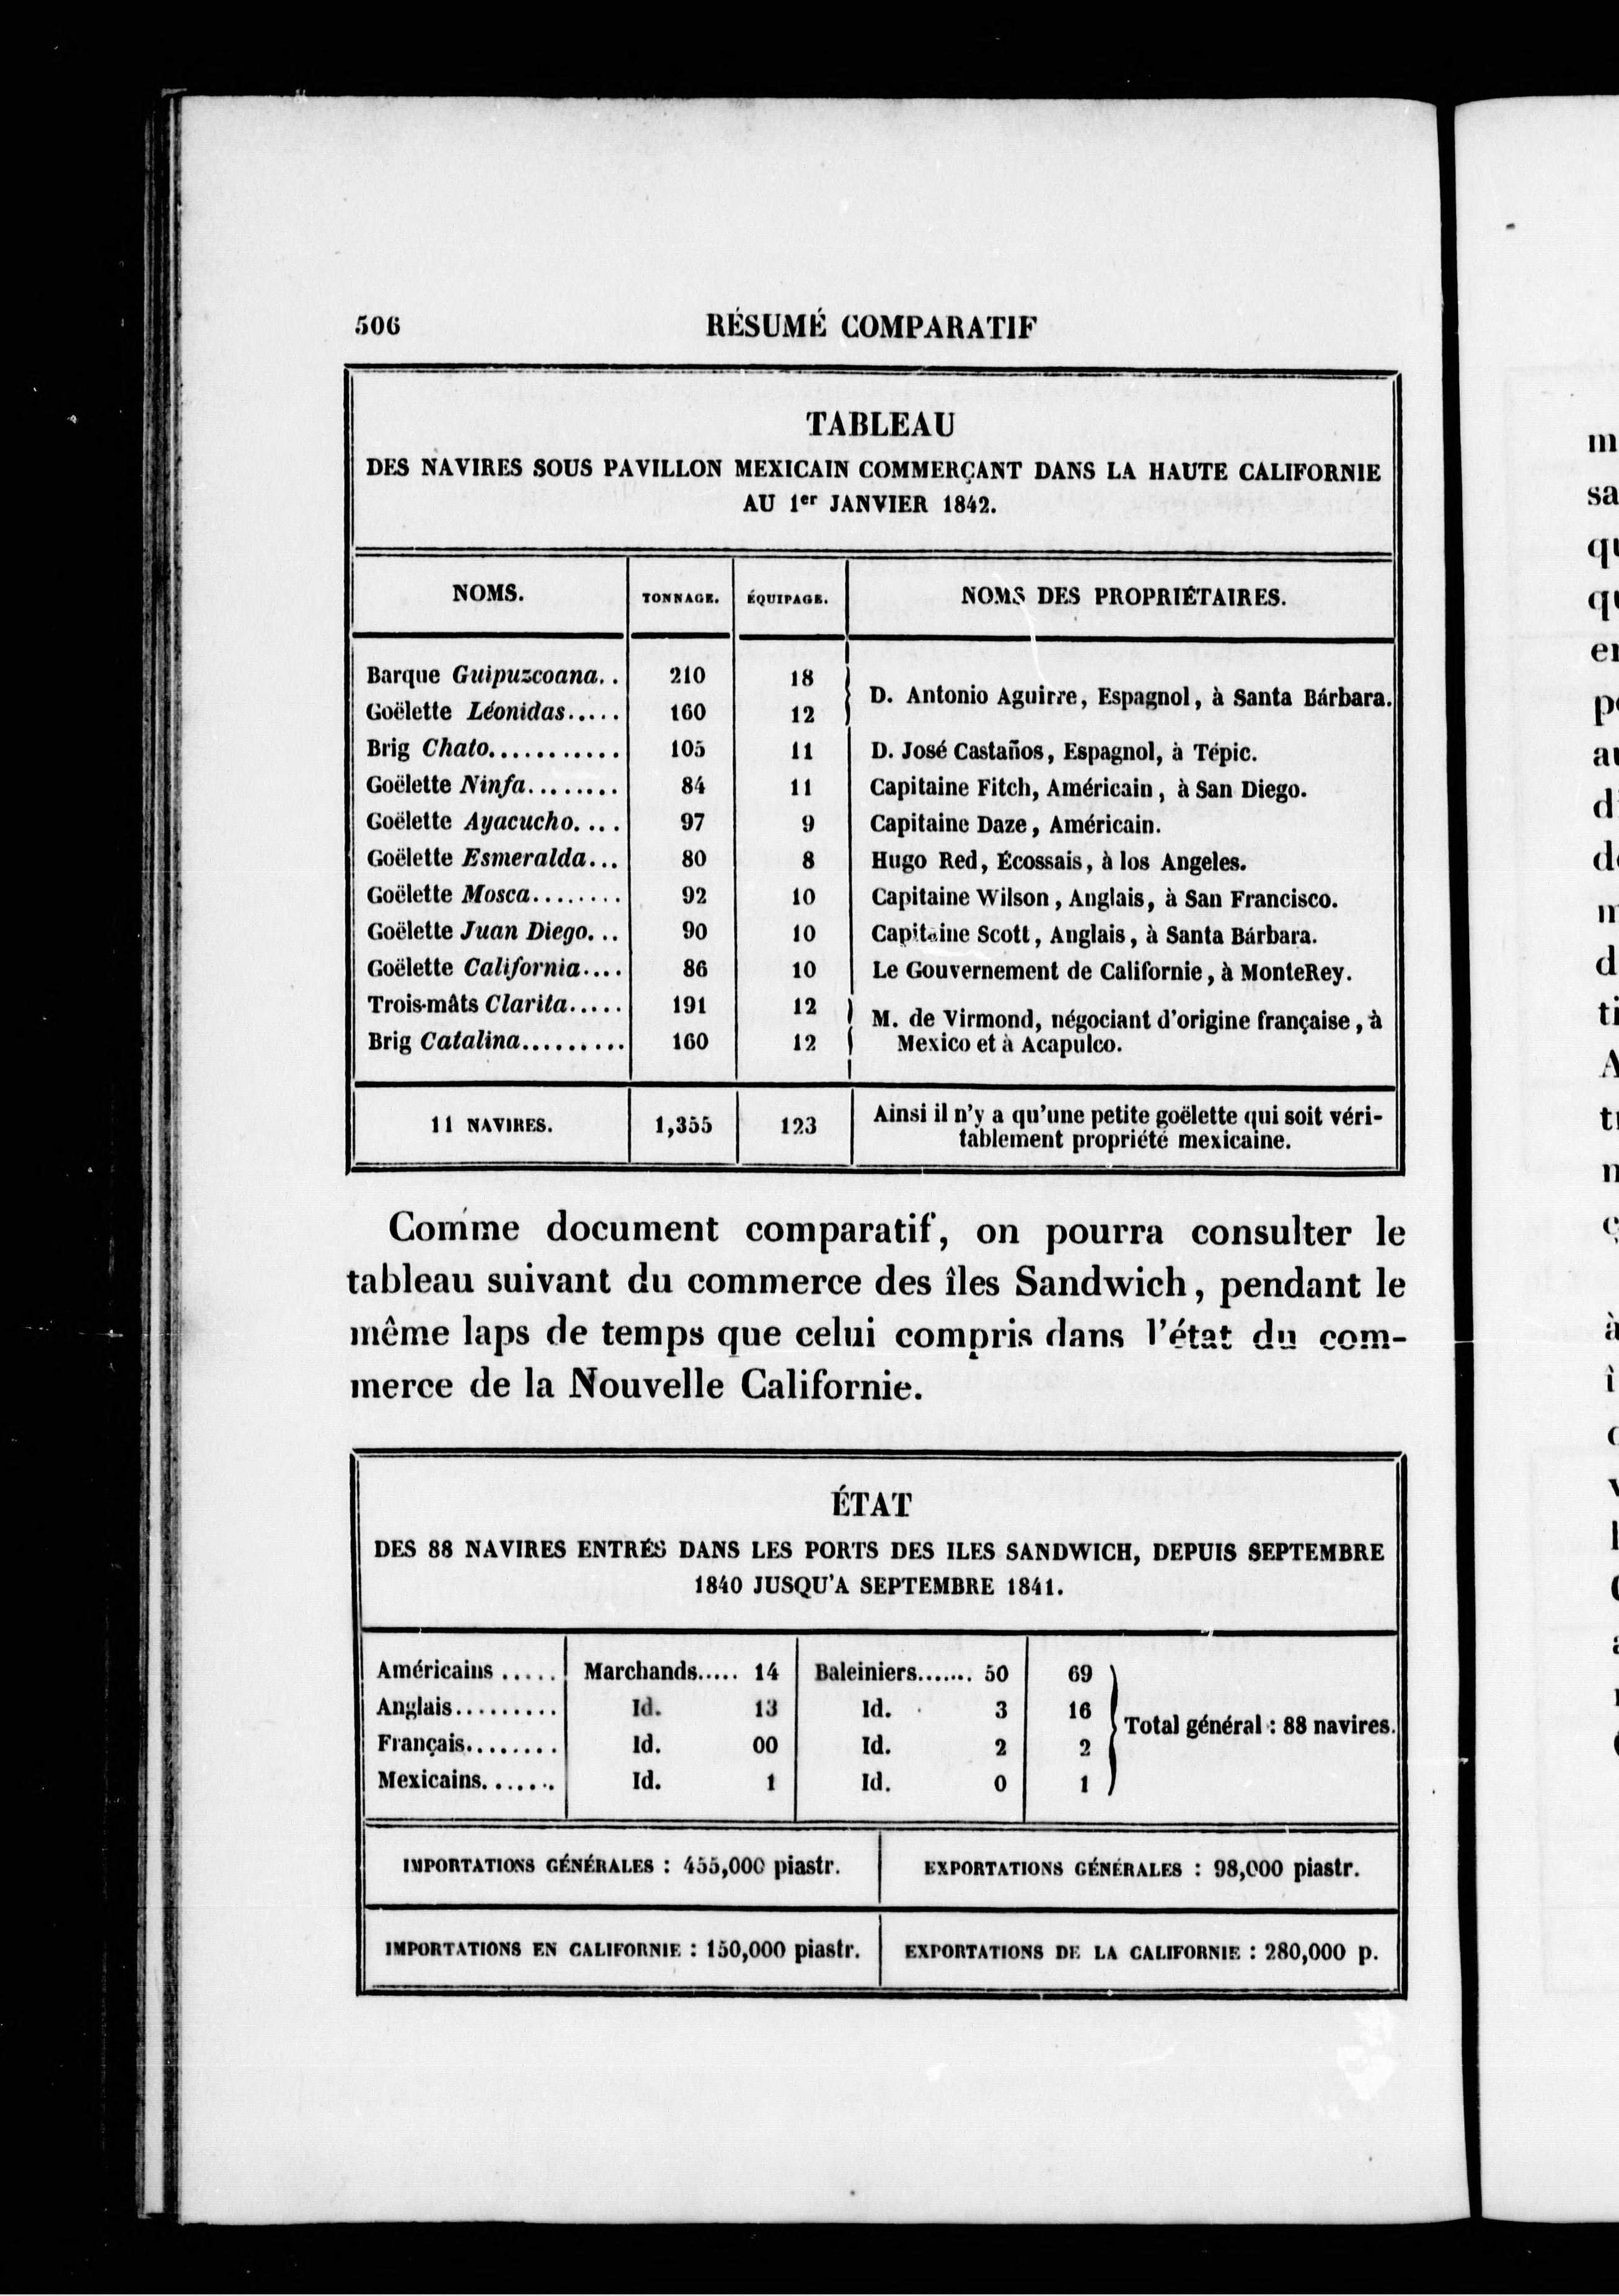 506 RÉSUMÉ COMPARATIF
TABLEAU
DES NAVIRES SOUS PAVILLON MEXICAIN COMMERÇANT DANS LA HAUTE CALIFORNIE
AU 1er JANVIER 1842.
NOMS. TONNAGE. ÉQUIPAGE. NOMS DES PROPRIÉTAIRES.
Barque Guipuzcoana.. 210 18
D. Antonio Aguirre, Espagnol, à Santa Bárbara.
Goëlette Léonidas..... 160 12
Brig Chato........... 105 11 D. José Castaños, Espagnol, à Tépic.
Goëlette Ninfa........ 84 11 Capitaine Fitch, Américain, à San Diego.
Goëlette Ayacucho.... 97 9 Capitaine Daze, Américain.
Goëlette Esmeralda... 80 8 Hugo Red, Écossais, à los Angeles.
Goëlette Mosca........ 92 10 Capitaine Wilson, Anglais, à San Francisco.
Goëlette Juan Diego... 90 10 Capitaine Scott, Anglais, à Santa Bárbara.
Goëlette California.... 86 10 Le Gouvernement de Californie, à MonteRey.
Trois-mâts Clarita..... 191 12
M. de Virmond, négociant d'origine française, à
Mexico et à Acapulco.
Brig Catalina......... 160 12
11 NAVIRES. 1,355 123 Ainsi il n'y a qu'une petite goëlette qui soit véri-
tablement propriété mexicaine.
Comme document comparatif, on pourra consulter le
tableau suivant du commerce des îles Sandwich, pendant le
même laps de temps que celui compris dans l'état du com-
merce de la Nouvelle Californie.
ÉTAT
DES 88 NAVIRES ENTRÉS DANS LES PORTS DES ILES SANDWICH, DEPUIS SEPTEMBRE
1840 JUSQU'A SEPTEMBRE 1841.
Américains ..... Marchands..... 14 Baleiniers....... 50 69
Anglais......... Id. 13 Id. 3 16
Total général : 88 navires.
Français........ Id. 00 Id. 2 2
Mexicains....... Id. 1 Id. 0 1
IMPORTATIONS GÉNÉRALES : 455,000 piastr. EXPORTATIONS GÉNÉRALES : 98,000 piastr.
IMPORTATIONS EN CALIFORNIE : 150,000 piastr. EXPORTATIONS DE LA CALIFORNIE : 280,000 p.